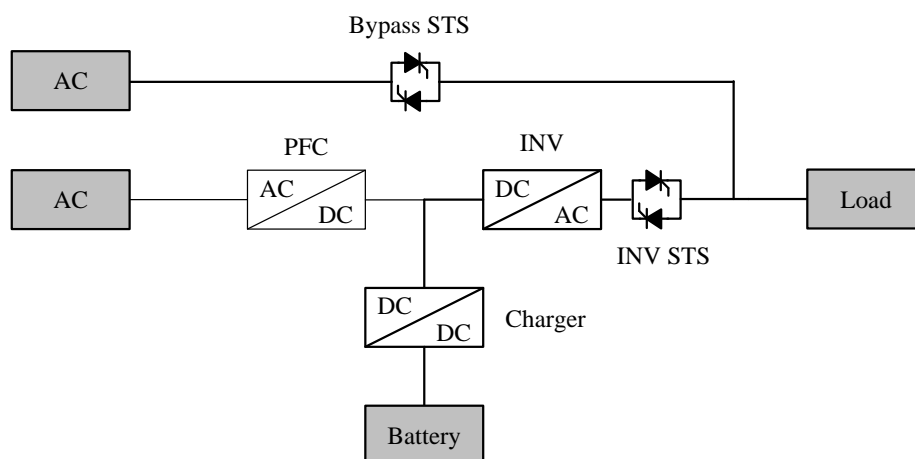 Bypass STS
AC
PFC
INV
AC
AC
DC
DC
AC
Load
INV STS
DC
DC
Charger
Battery